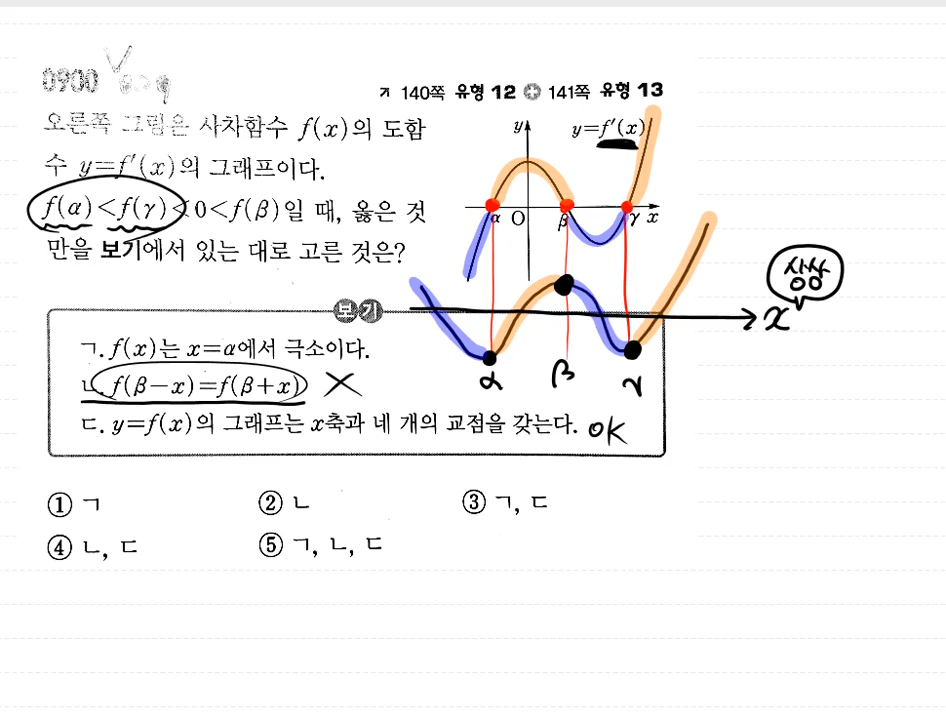 0900
↗ 140쪽 유형 12 ⊕ 141쪽 유형 13
오른쪽 그림은 사차함수 f(x)의 도함
수 y=f′(x)의 그래프이다.
f(α)<f(γ)<0<f(β)일 때, 옳은 것
만을 보기에서 있는 대로 고른 것은?
y
y=f′(x)
α O β γ x
상상
x
α β γ
보기
ㄱ. f(x)는 x=α에서 극소이다.
ㄴ. f(β−x)=f(β+x) X
ㄷ. y=f(x)의 그래프는 x축과 네 개의 교점을 갖는다. OK
① ㄱ ② ㄴ ③ ㄱ, ㄷ
④ ㄴ, ㄷ ⑤ ㄱ, ㄴ, ㄷ